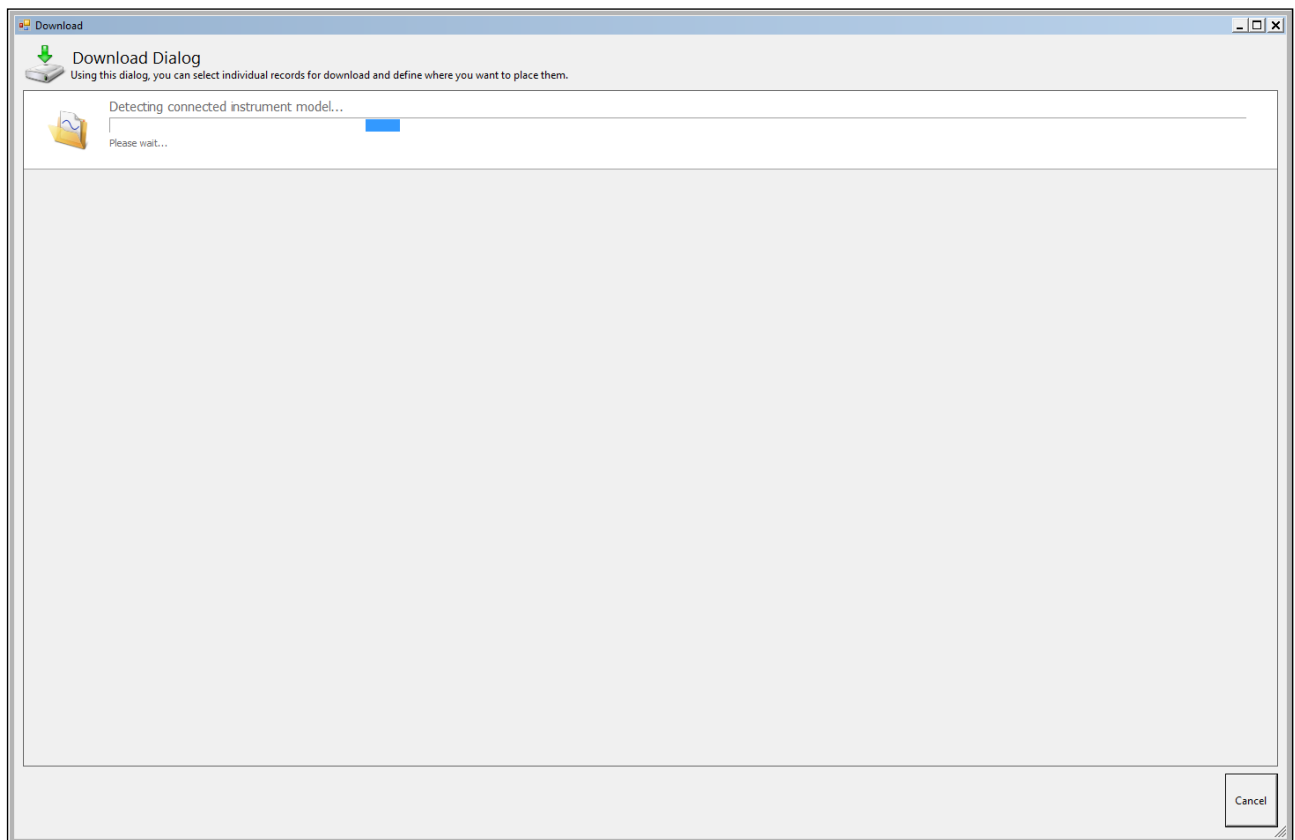 Download
Download Dialog
Using this dialog, you can select individual records for download and define where you want to place them.
Detecting connected instrument model...
Please wait...
Cancel